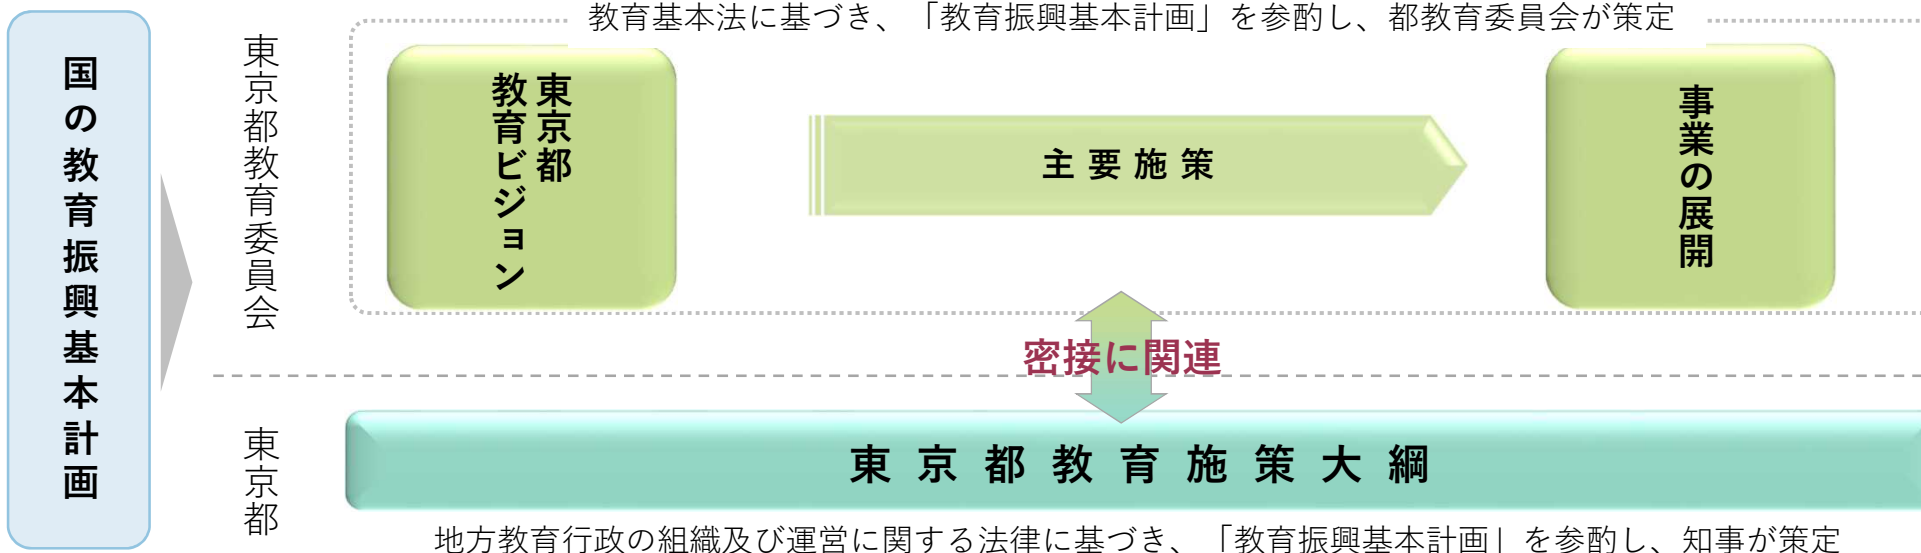 国の教育振興基本計画
東京都教育委員会
教育基本法に基づき、「教育振興基本計画」を参酌し、都教育委員会が策定
東京都
教育ビジョン
主要施策
事業の展開
密接に関連
東京都
東京都教育施策大綱
地方教育行政の組織及び運営に関する法律に基づき、「教育振興基本計画」を参酌し、知事が策定